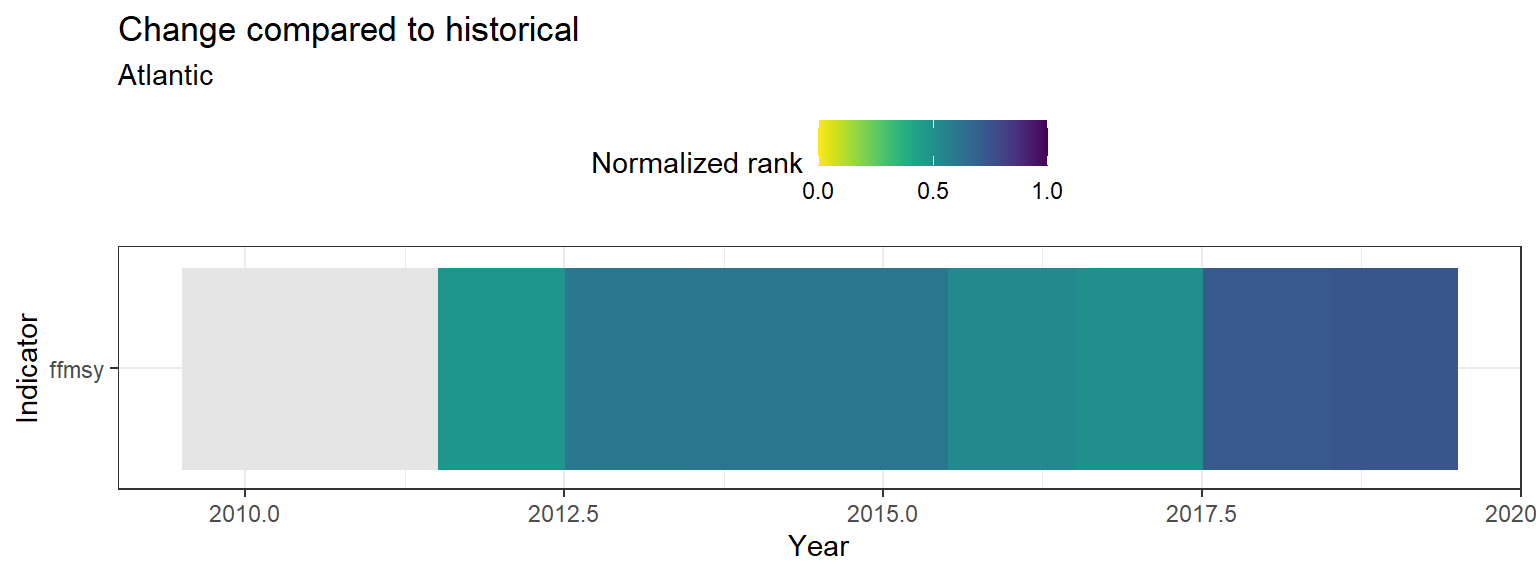 Change compared to historical
Atlantic
Normalized rank
0.0 0.5 1.0
Indicator
ffmsy
2010.0 2012.5 2015.0 2017.5 2020
Year